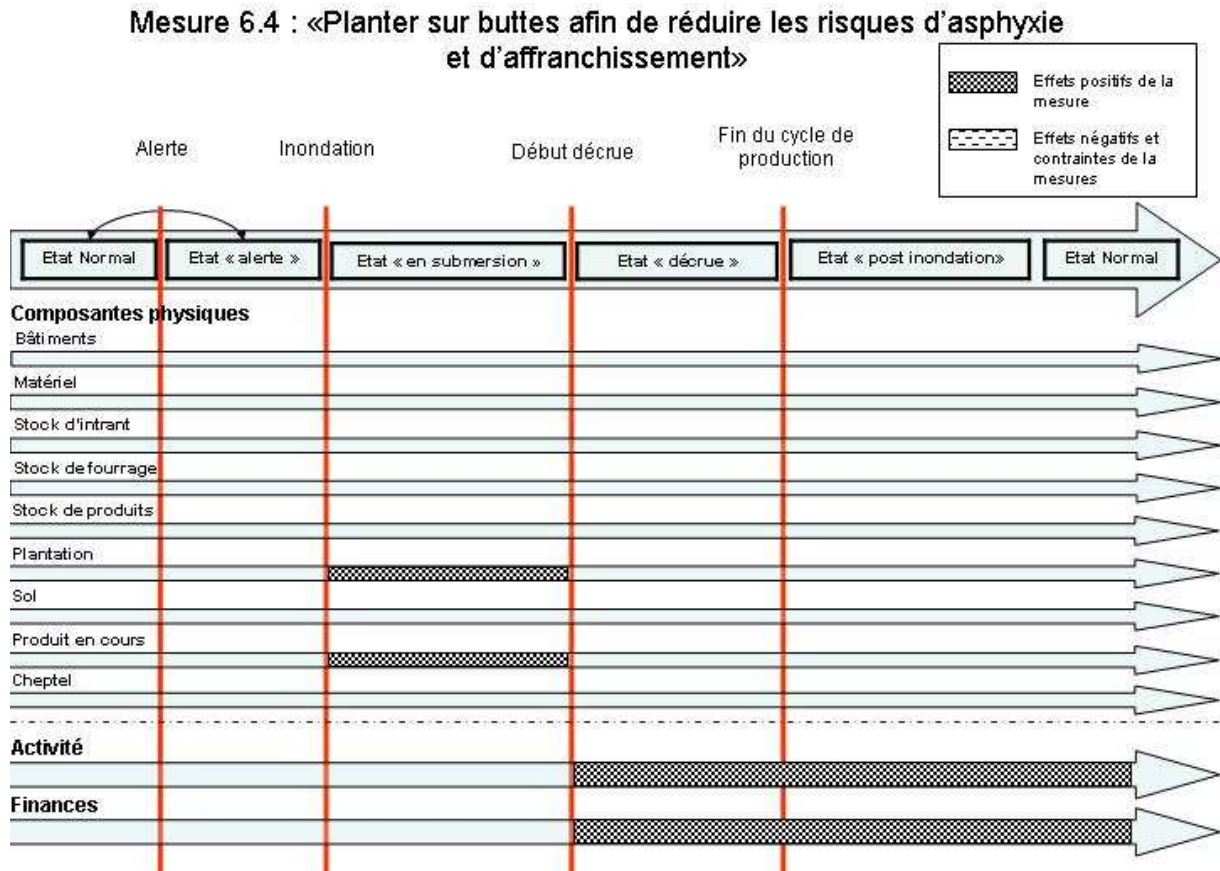 Mesure 6.4 : «Planter sur buttes afin de réduire les risques d'asphyxie
et d'affranchissement»
Effets positifs de la
mesure
Effets négatifs et
contraintes de la
mesures
Alerte
Inondation
Début décrue
Fin du cycle de
production
Etat Normal
Etat « alerte »
Etat « en submersion »
Etat « décrue »
Etat « post inondation»
Etat Normal
Composantes physiques
Bâtiments
Matériel
Stock d'intrant
Stock de fourrage
Stock de produits
Plantation
Sol
Produit en cours
Cheptel
Activité
Finances